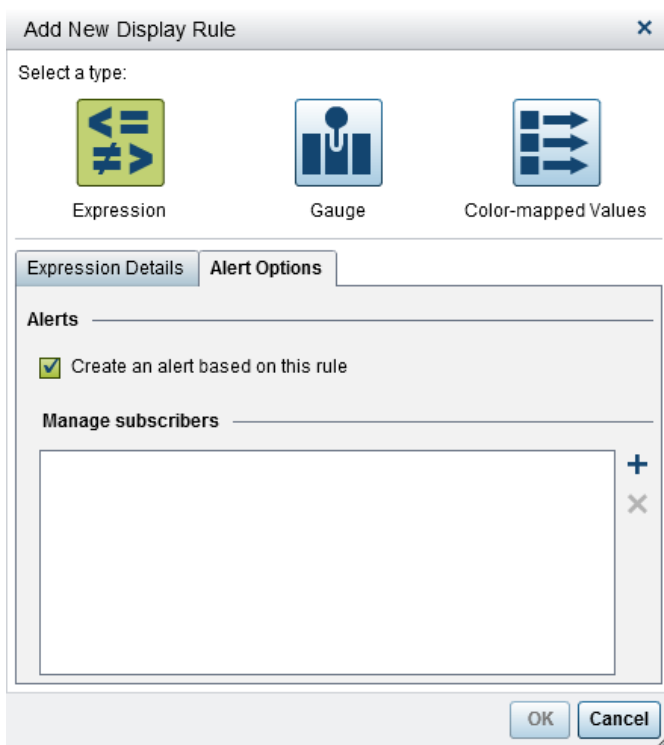 Add New Display Rule
Select a type:
Expression Gauge Color-mapped Values
Expression Details Alert Options
Alerts
Create an alert based on this rule
Manage subscribers
OK Cancel